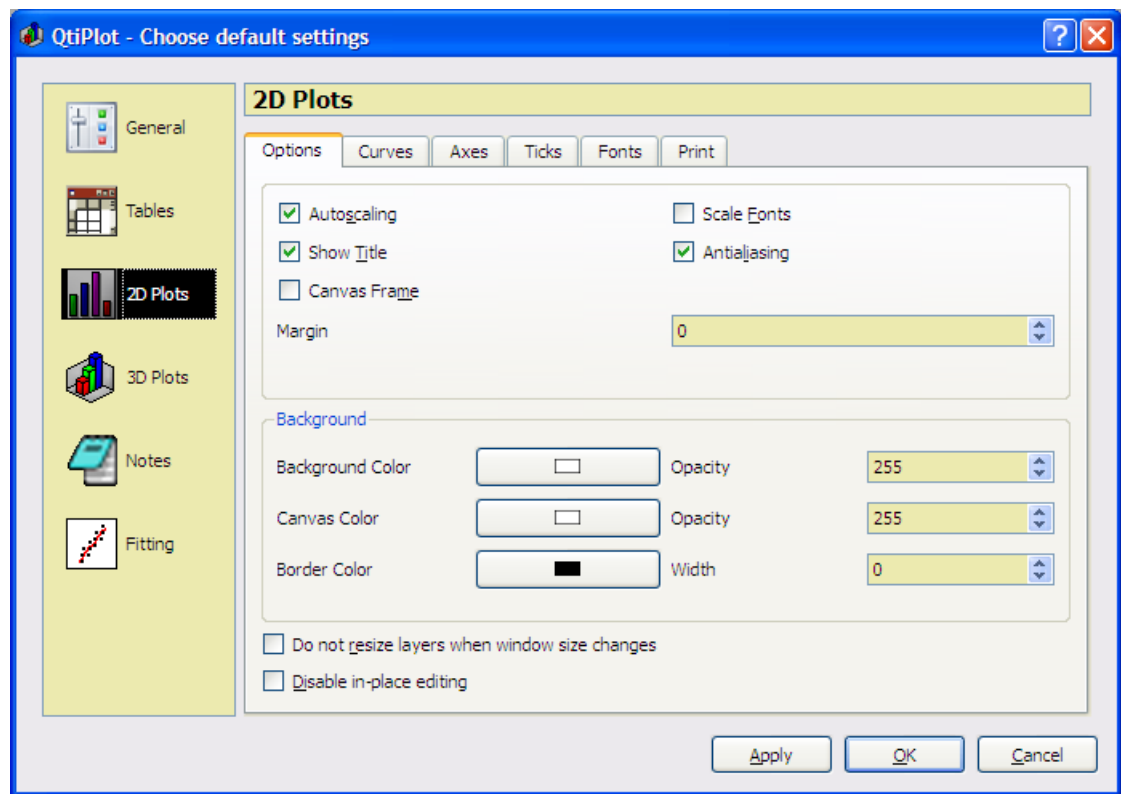 QtiPlot - Choose default settings
General
Tables
2D Plots
3D Plots
Notes
Fitting
2D Plots
Options Curves Axes Ticks Fonts Print
Autoscaling Scale Fonts
Show Title Antialiasing
Canvas Frame
Margin 0
Background
Background Color Opacity 255
Canvas Color Opacity 255
Border Color Width 0
Do not resize layers when window size changes
Disable in-place editing
Apply OK Cancel